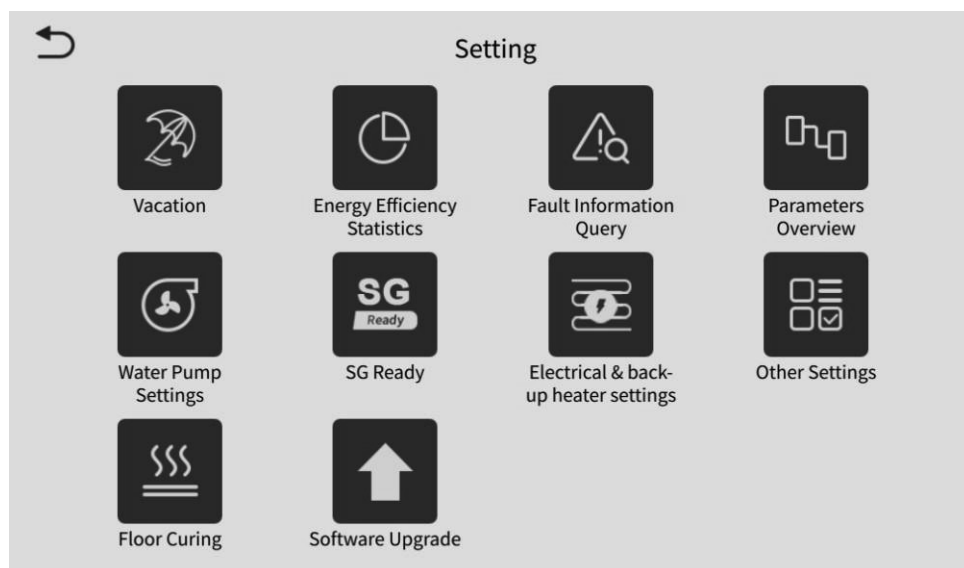 Setting
Vacation
Energy Efficiency
Statistics
Fault Information
Query
Parameters
Overview
Water Pump
Settings
SG
Ready
SG Ready
Electrical & back-
up heater settings
Other Settings
Floor Curing
Software Upgrade